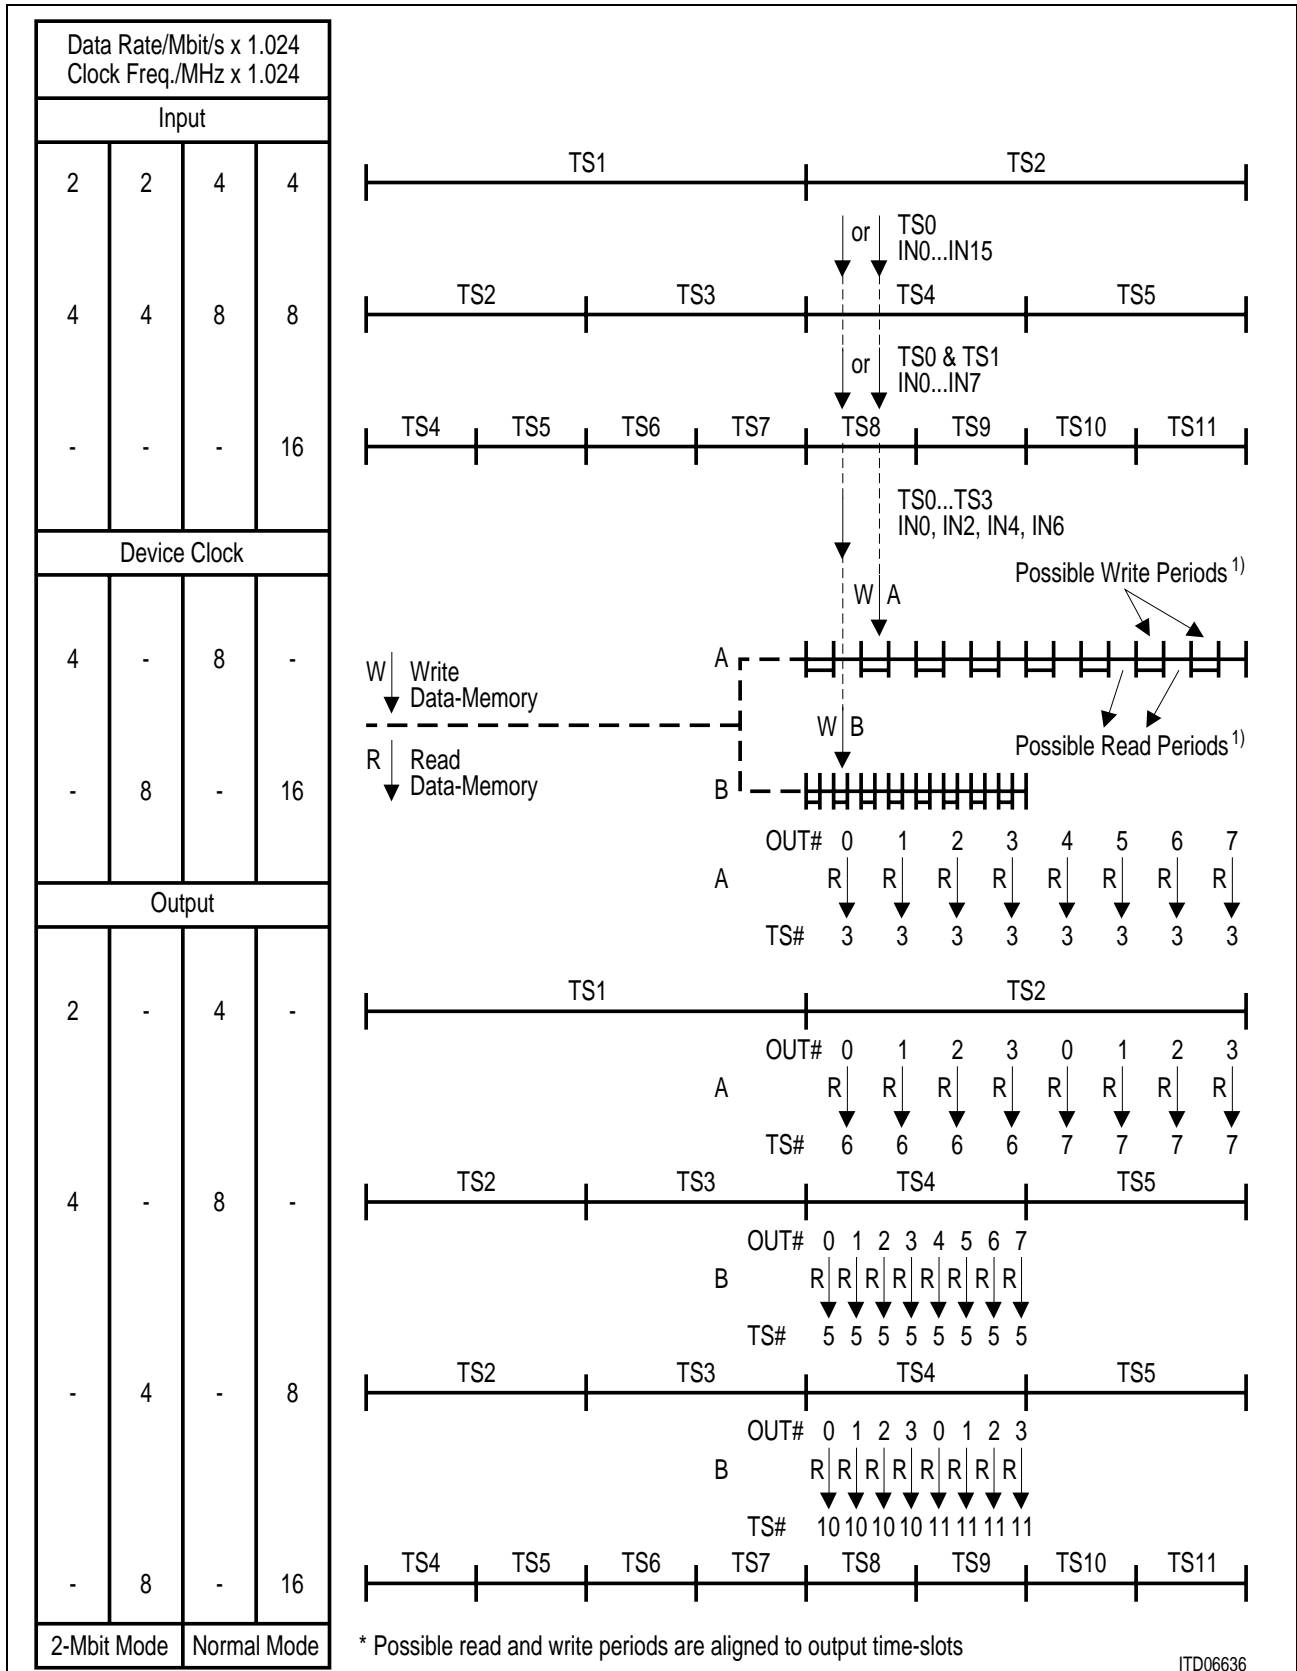 Data Rate/Mbit/s x 1.024
Clock Freq./MHz x 1.024
Input
2 2 4 4
TS1 TS2
or TS0
IN0...IN15
4 4 8 8
TS2 TS3 TS4 TS5
or TS0 & TS1
IN0...IN7
- - - 16
TS4 TS5 TS6 TS7 TS8 TS9 TS10 TS11
TS0...TS3
IN0, IN2, IN4, IN6
Device Clock
Possible Write Periods 1)
W A
4 - 8 -
A
W Write
Data-Memory
W B
R Read
Data-Memory
Possible Read Periods 1)
- 8 - 16
B
OUT# 0 1 2 3 4 5 6 7
A R R R R R R R R
TS# 3 3 3 3 3 3 3 3
Output
2 - 4 -
TS1 TS2
OUT# 0 1 2 3 0 1 2 3
A R R R R R R R R
TS# 6 6 6 6 7 7 7 7
4 - 8 -
TS2 TS3 TS4 TS5
OUT# 0 1 2 3 4 5 6 7
B R R R R R R R R
TS# 5 5 5 5 5 5 5 5
- 4 - 8
TS2 TS3 TS4 TS5
OUT# 0 1 2 3 0 1 2 3
B R R R R R R R R
TS# 10 10 10 10 11 11 11 11
- 8 - 16
TS4 TS5 TS6 TS7 TS8 TS9 TS10 TS11
2-Mbit Mode Normal Mode
* Possible read and write periods are aligned to output time-slots
ITD06636